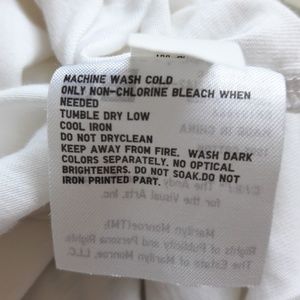 MACHINE WASH COLD
ONLY NON-CHLORINE BLEACH WHEN
NEEDED
TUMBLE DRY LOW
COOL IRON
DO NOT DRYCLEAN
KEEP AWAY FROM FIRE. WASH DARK
COLORS SEPARATELY. NO OPTICAL
BRIGHTENERS. DO NOT SOAK.DO NOT
IRON PRINTED PART.
for the Visual Arts, Inc.
Marilyn Monroe(TM);
Rights of Publicity and Persona Rights
The Estate of Marilyn Monroe, LLC.